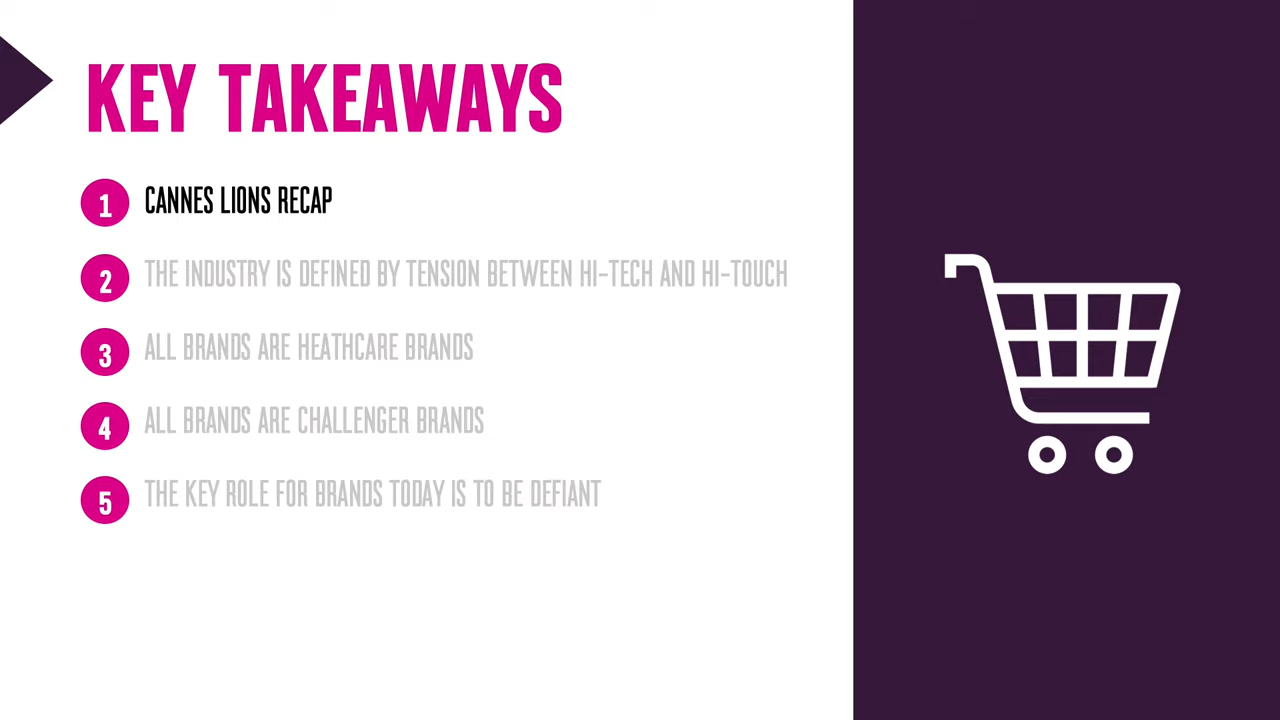 KEY TAKEAWAYS
1 CANNES LIONS RECAP
2 THE INDUSTRY IS DEFINED BY TENSION BETWEEN HI-TECH AND HI-TOUCH
3 ALL BRANDS ARE HEATHCARE BRANDS
4 ALL BRANDS ARE CHALLENGER BRANDS
5 THE KEY ROLE FOR BRANDS TODAY IS TO BE DEFIANT